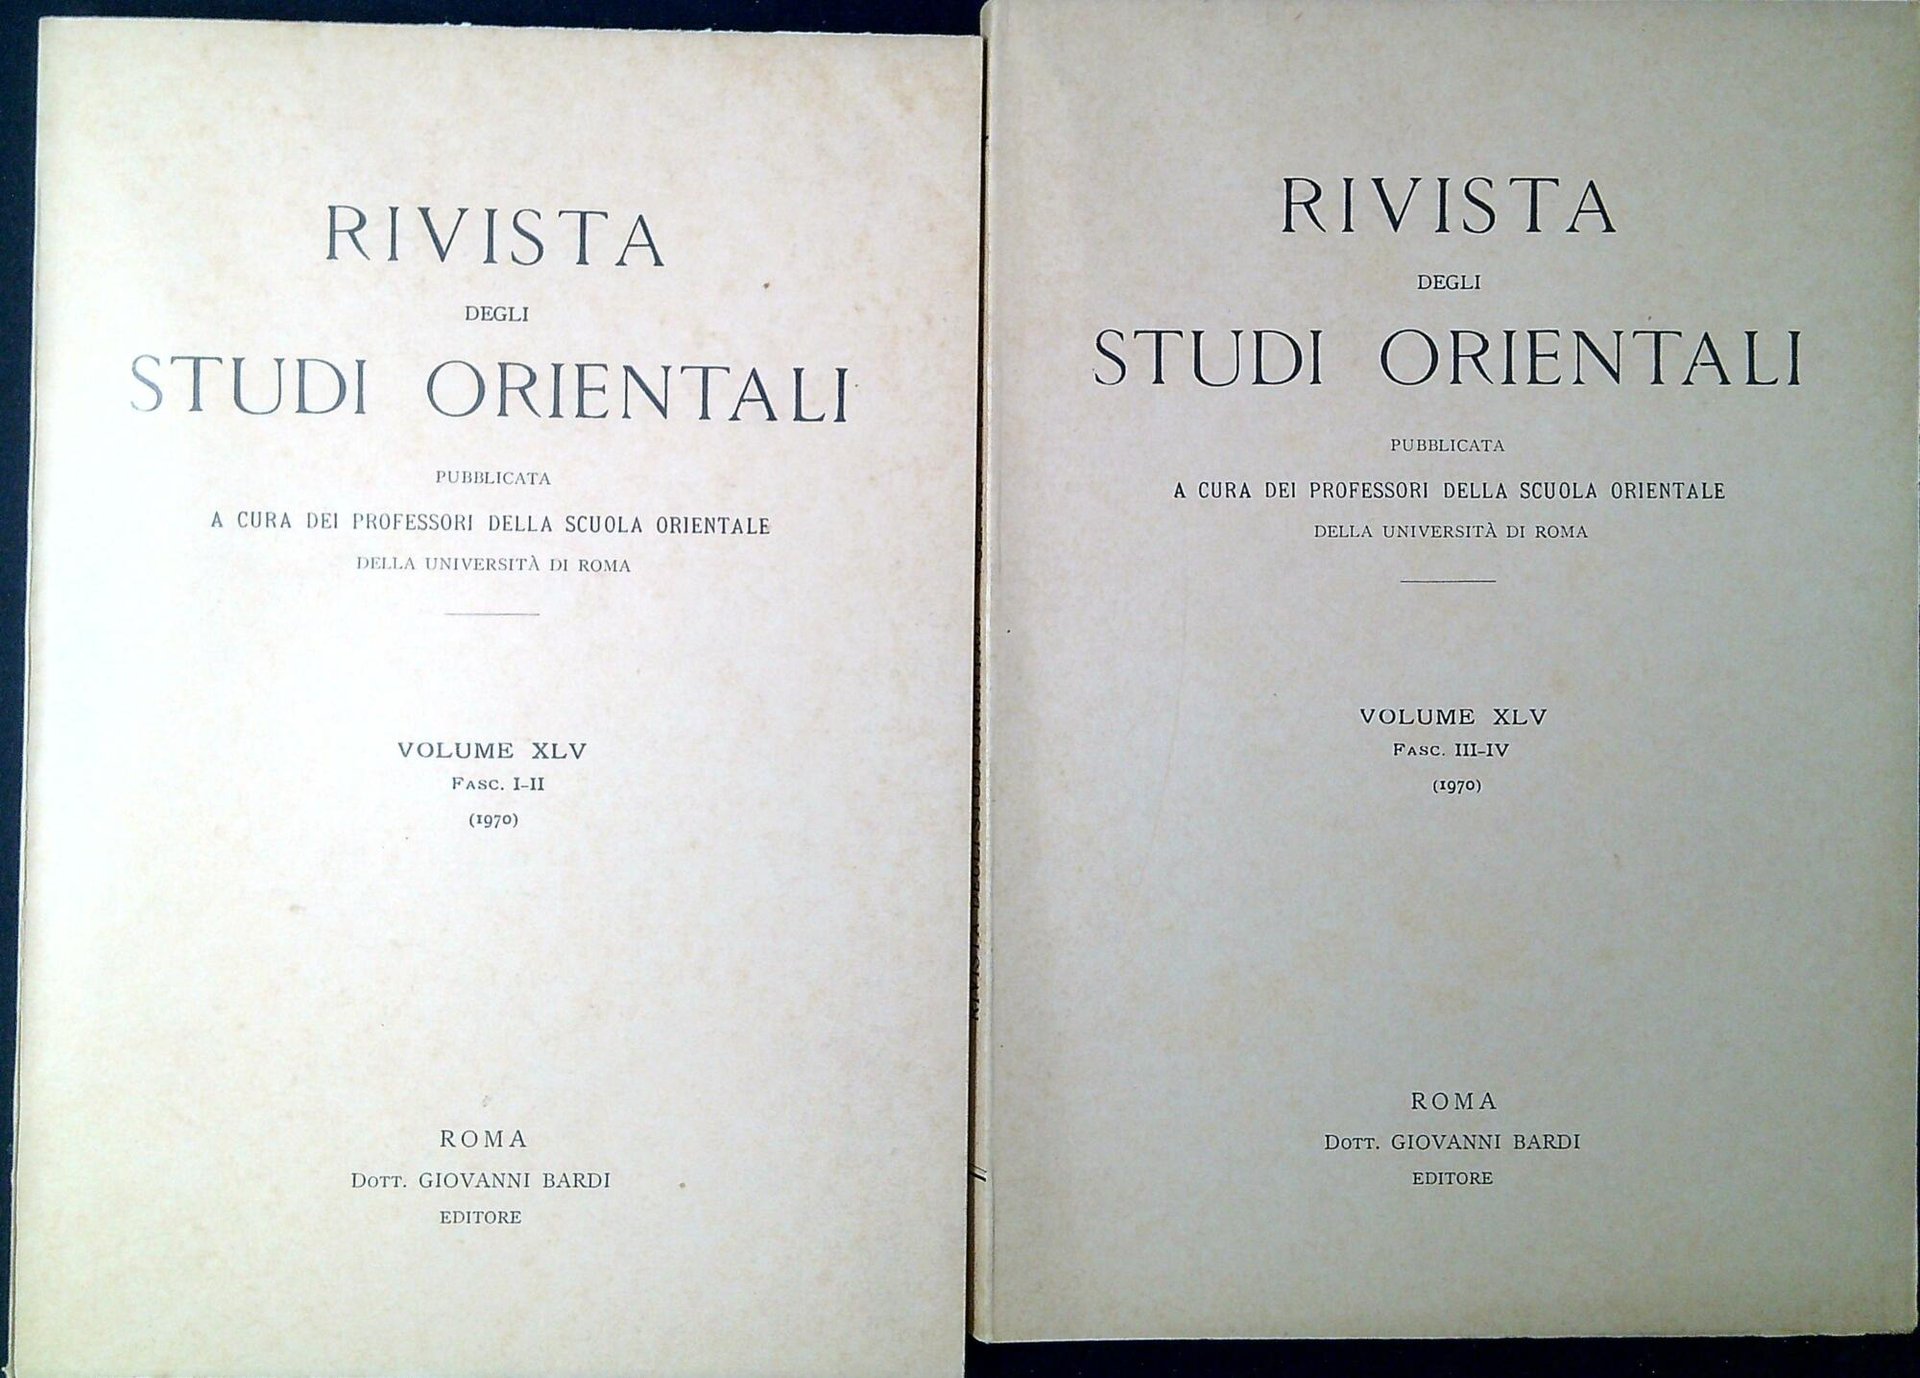 RIVISTA
DEGLI
STUDI ORIENTALI
PUBBLICATA
A CURA DEI PROFESSORI DELLA SCUOLA ORIENTALE
DELLA UNIVERSITÀ DI ROMA
VOLUME XLV
FASC. I-II
(1970)
ROMA
DOTT. GIOVANNI BARDI
EDITORE
RIVISTA
DEGLI
STUDI ORIENTALI
PUBBLICATA
A CURA DEI PROFESSORI DELLA SCUOLA ORIENTALE
DELLA UNIVERSITÀ DI ROMA
VOLUME XLV
FASC. III-IV
(1970)
ROMA
DOTT. GIOVANNI BARDI
EDITORE